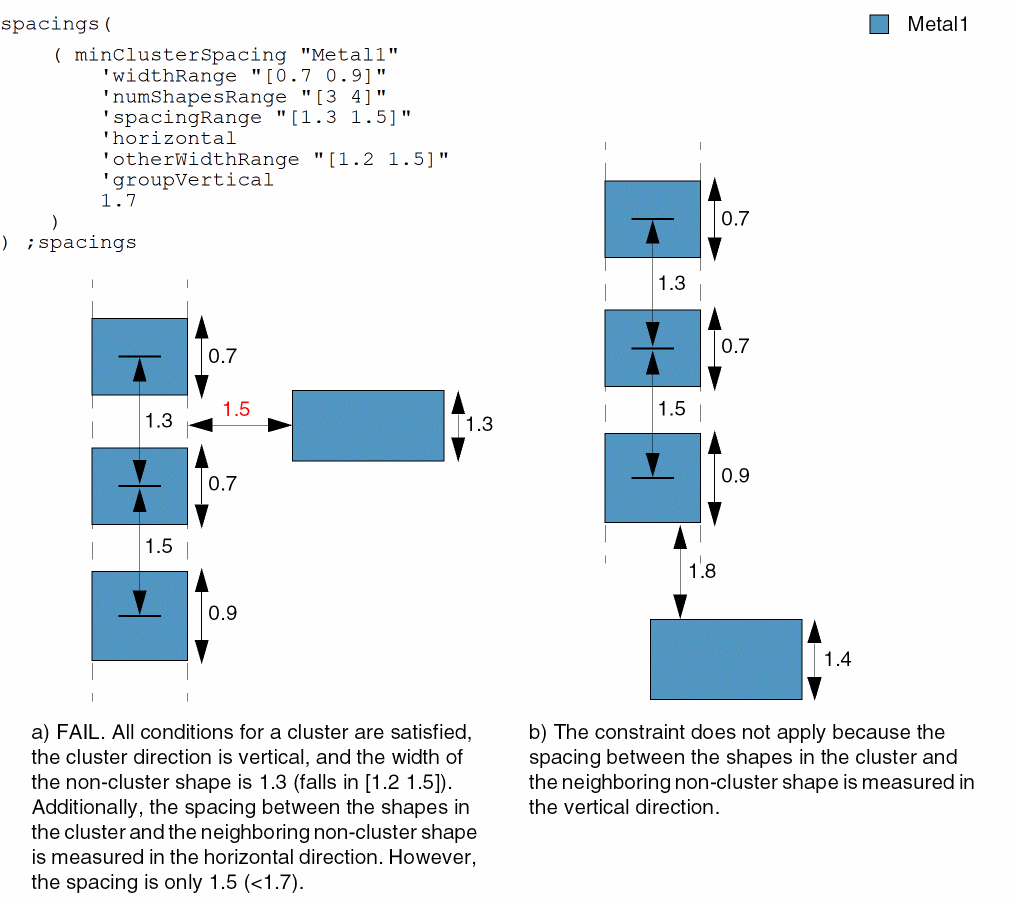 spacings(
( minClusterSpacing "Metal1"
'widthRange "[0.7 0.9]"
'numShapesRange "[3 4]"
'spacingRange "[1.3 1.5]"
'horizontal
'otherWidthRange "[1.2 1.5]"
'groupVertical
1.7
)
) ;spacings
Metal1
0.7
1.3
1.5
1.3
0.7
1.5
0.9
0.7
1.3
0.7
1.5
0.9
1.8
1.4
a) FAIL. All conditions for a cluster are satisfied,
the cluster direction is vertical, and the width of
the non-cluster shape is 1.3 (falls in [1.2 1.5]).
Additionally, the spacing between the shapes in
the cluster and the neighboring non-cluster shape
is measured in the horizontal direction. However,
the spacing is only 1.5 (<1.7).
b) The constraint does not apply because the
spacing between the shapes in the cluster and
the neighboring non-cluster shape is measured in
the vertical direction.